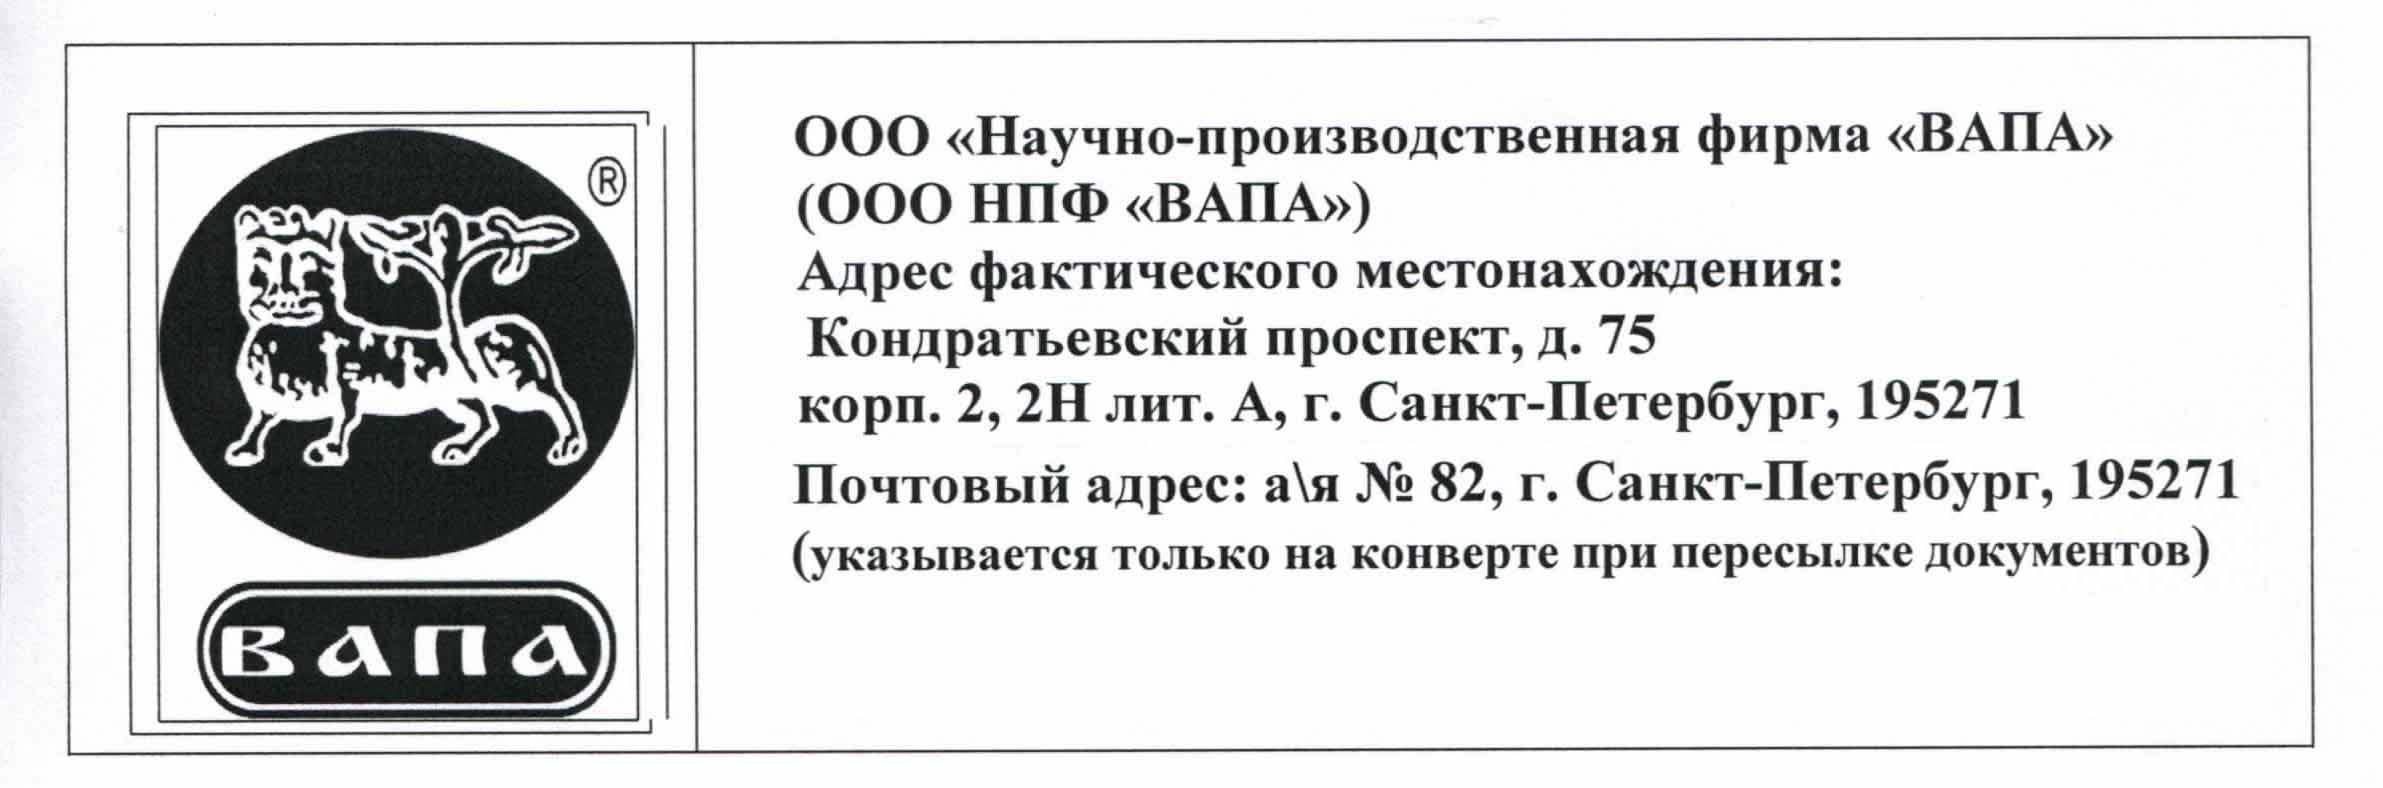 ®
ВАПА
ООО «Научно-производственная фирма «ВАПА»
(ООО НПФ «ВАПА»)
Адрес фактического местонахождения:
Кондратьевский проспект, д. 75
корп. 2, 2Н лит. А, г. Санкт-Петербург, 195271
Почтовый адрес: а\я № 82, г. Санкт-Петербург, 195271
(указывается только на конверте при пересылке документов)